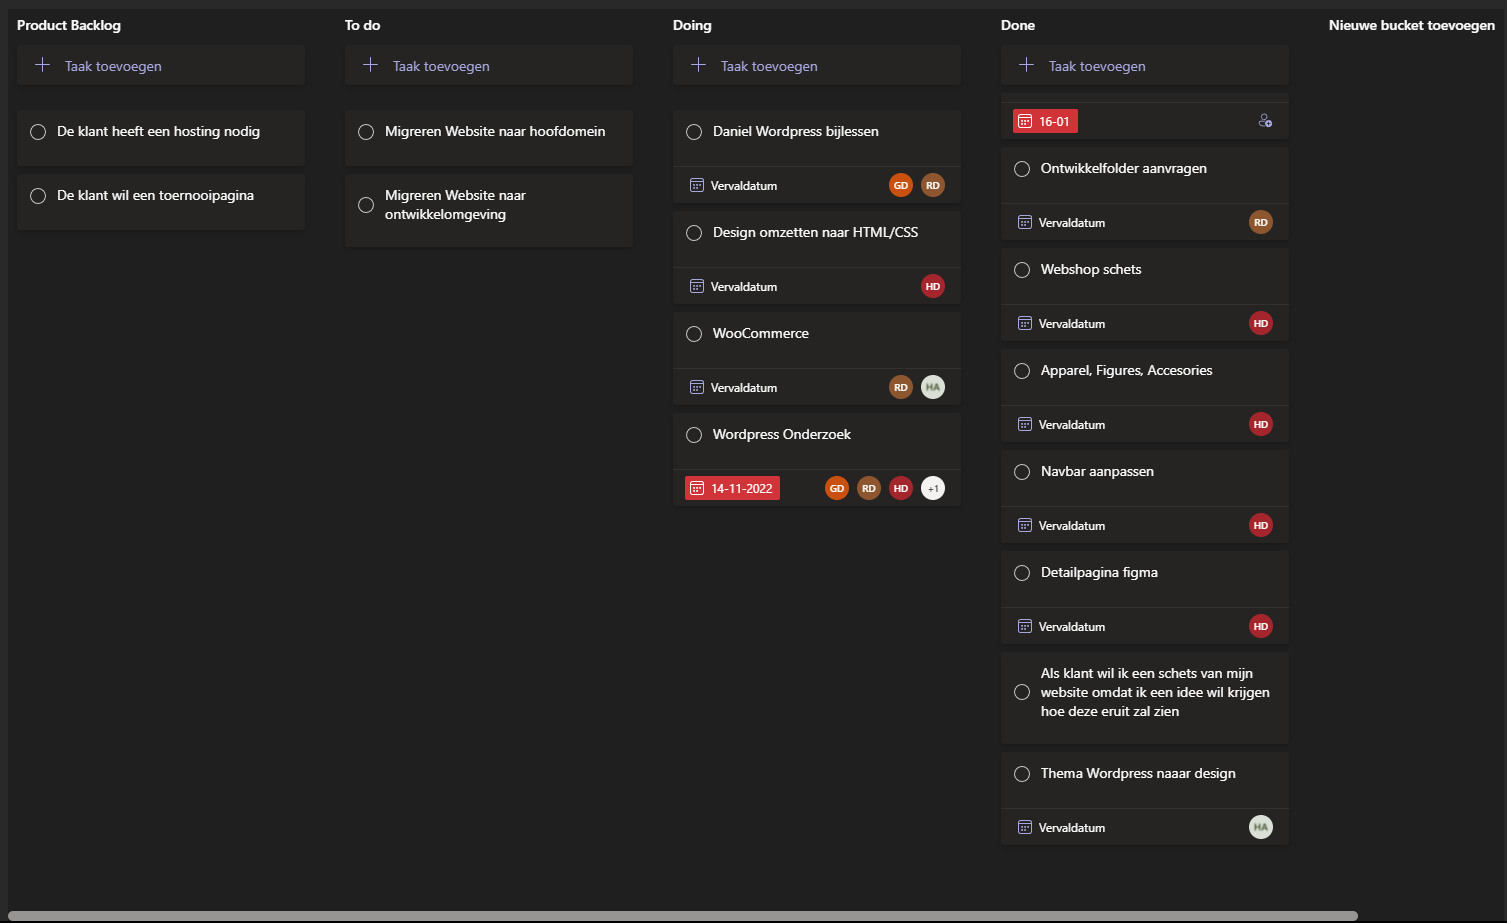 Product Backlog
Taak toevoegen
De klant heeft een hosting nodig
De klant wil een toernooipagina
To do
Taak toevoegen
Migreren Website naar hoofdomein
Migreren Website naar
ontwikkelomgeving
Doing
Taak toevoegen
Daniel Wordpress bijlessen
Vervaldatum
GD
RD
Design omzetten naar HTML/CSS
Vervaldatum
HD
WooCommerce
Vervaldatum
RD
HA
Wordpress Onderzoek
14-11-2022
GD
RD
HD
+1
Done
Taak toevoegen
16-01
Ontwikkelfolder aanvragen
Vervaldatum
RD
Webshop schets
Vervaldatum
HD
Apparel, Figures, Accesories
Vervaldatum
HD
Navbar aanpassen
Vervaldatum
HD
Detailpagina figma
Vervaldatum
HD
Als klant wil ik een schets van mijn
website omdat ik een idee wil krijgen
hoe deze eruit zal zien
Thema Wordpress naaar design
Vervaldatum
HA
Nieuwe bucket toevoegen